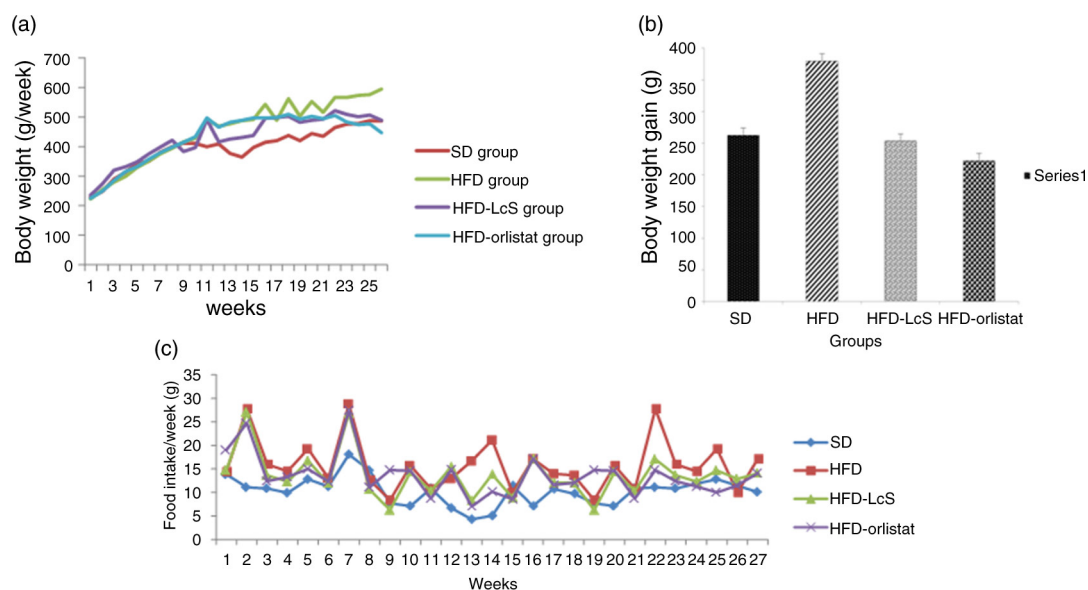 (a)
Body weight (g/week)
700
600
500
400
300
200
100
0
1 3 5 7 9 11 13 15 17 19 21 23 25
weeks
SD group
HFD group
HFD-LcS group
HFD-orlistat group
(b)
Body weight gain (g)
400
350
300
250
200
150
100
50
0
SD HFD HFD-LcS HFD-orlistat
Groups
Series1
(c)
Food intake/week (g)
35
30
25
20
15
10
5
0
1 2 3 4 5 6 7 8 9 10 11 12 13 14 15 16 17 18 19 20 21 22 23 24 25 26 27
Weeks
SD
HFD
HFD-LcS
HFD-orlistat